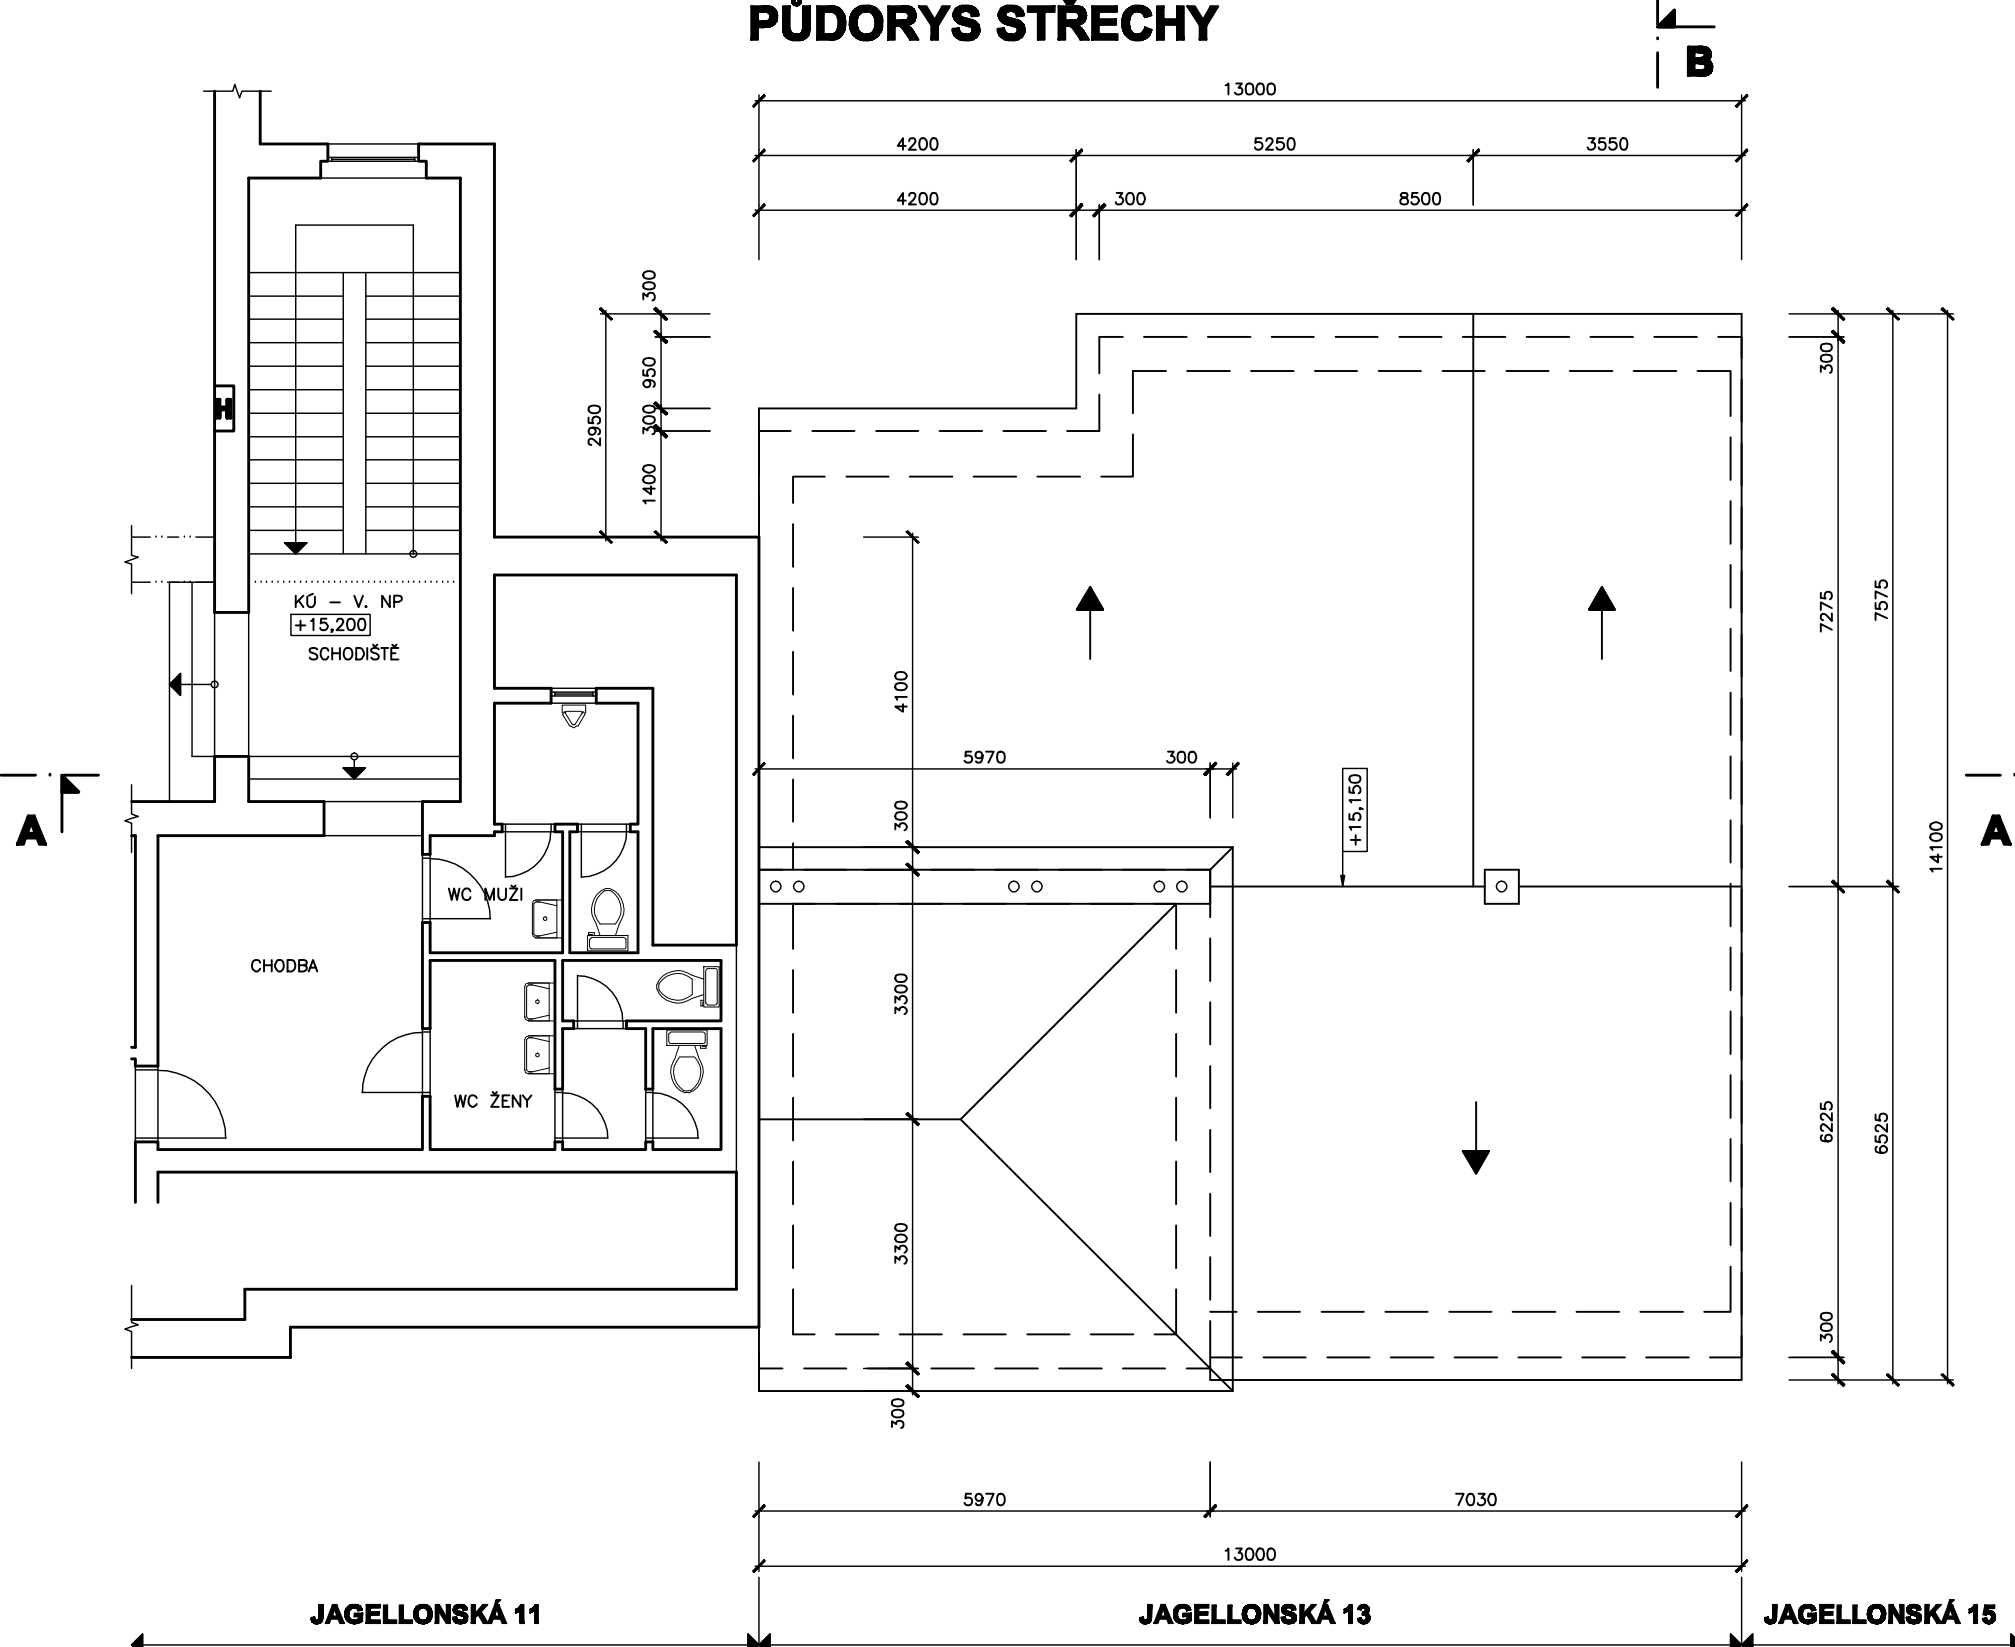 PŮDORYS STŘECHY
B
13000
4200 5250 3550
4200 300 8500
300
950
300
1400
2950
H
KÚ – V. NP
+15,200
SCHODIŠTĚ
A
4100
5970 300
300
+15,150
3300
3300
300
300
7275
7575
14100
6225
6525
300
A
WC MUŽI
CHODBA
WC ŽENY
5970 7030
13000
JAGELLONSKÁ 11 JAGELLONSKÁ 13 JAGELLONSKÁ 15